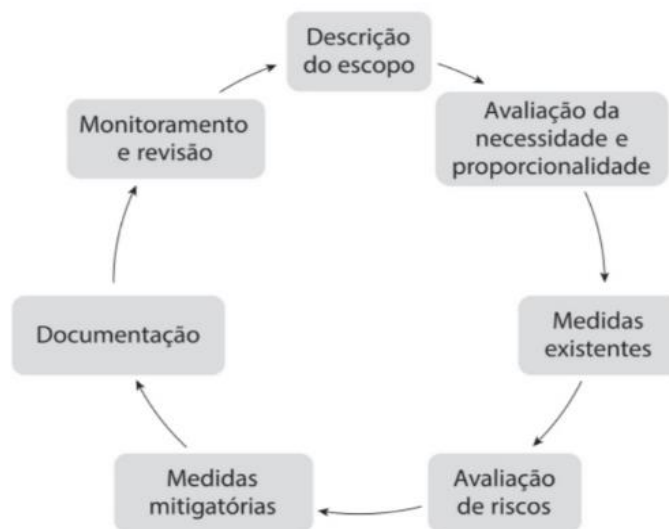 Descrição
do escopo
Avaliação da
necessidade e
proporcionalidade
Medidas
existentes
Avaliação
de riscos
Medidas
mitigatórias
Documentação
Monitoramento
e revisão